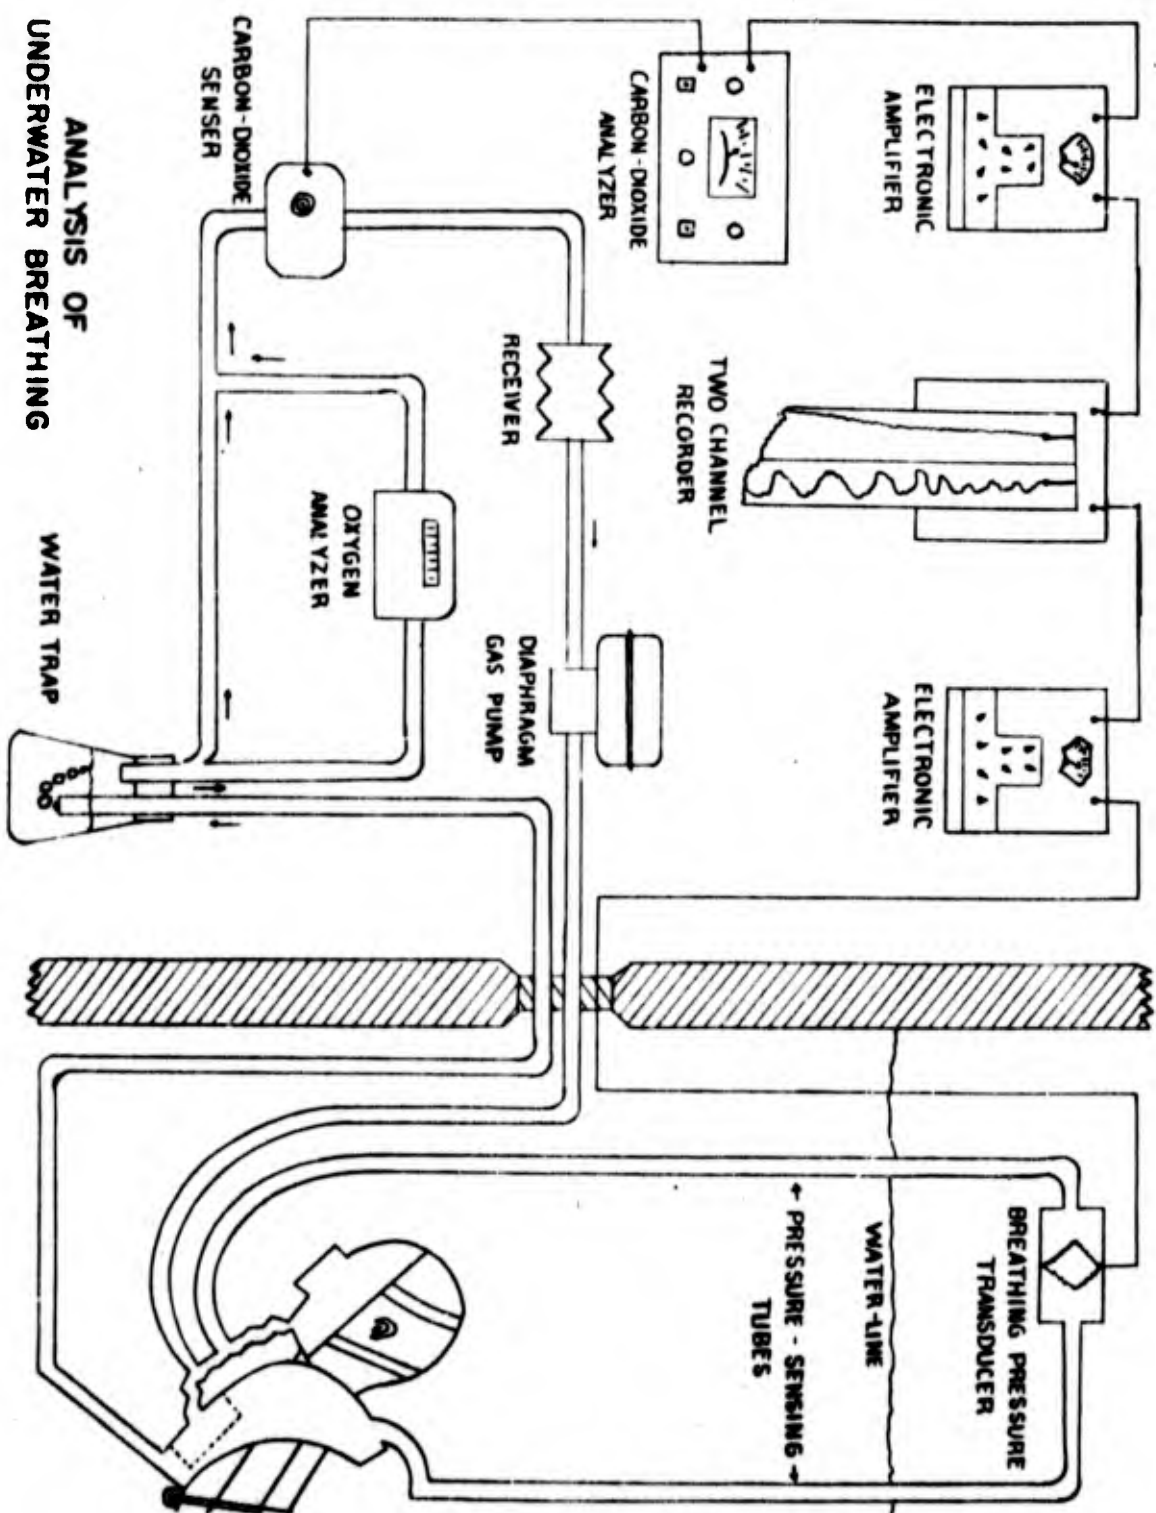 ELECTRONIC
AMPLIFIER
TWO CHANNEL
RECORDER
ELECTRONIC
AMPLIFIER
BREATHING PRESSURE
TRANSDUCER
CARBON-DIOXIDE
ANALYZER
WATER-LINE
← PRESSURE - SENSING →
TUBES
CARBON-DIOXIDE
SENSER
RECEIVER
DIAPHRAGM
GAS PUMP
OXYGEN
ANALYZER
WATER TRAP
ANALYSIS OF
UNDERWATER BREATHING